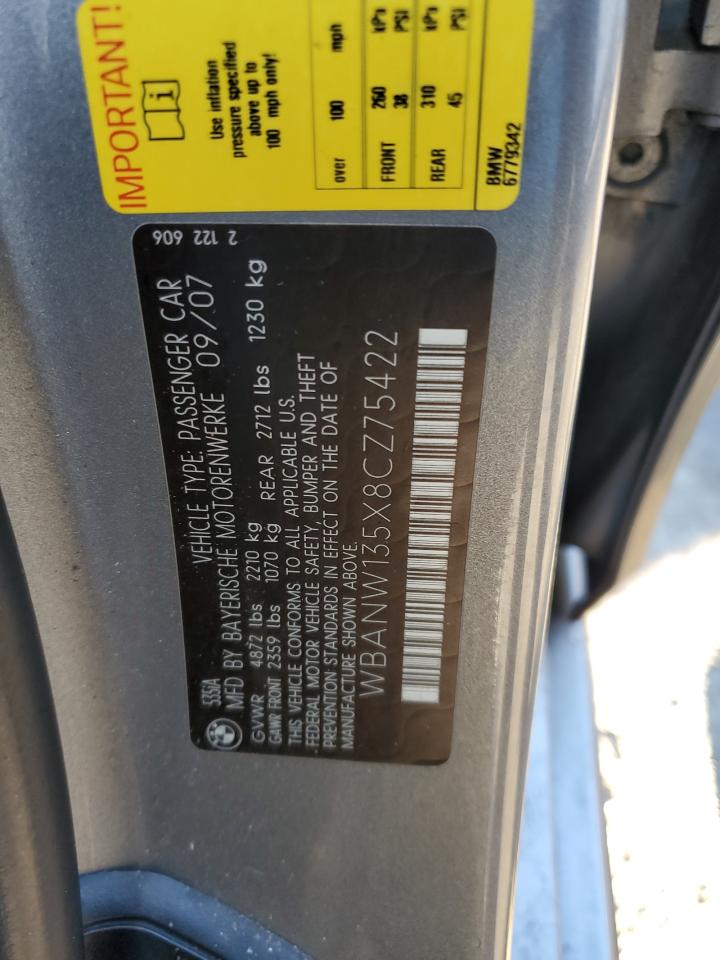 IMPORTANT!
Use inflation
pressure specified
above up to
100 mph only!
over 100 mph
FRONT 260 kPa
38 PSI
REAR 310 kPa
45 PSI
BMW
6779342
2 122 606
535iA VEHICLE TYPE: PASSENGER CAR
MFD BY BAYERISCHE MOTORENWERKE 09/07
GVWR 4872 lbs 2210 kg
GAWR FRONT 2359 lbs 1070 kg REAR 2712 lbs 1230 kg
THIS VEHICLE CONFORMS TO ALL APPLICABLE U.S.
FEDERAL MOTOR VEHICLE SAFETY, BUMPER AND THEFT
PREVENTION STANDARDS IN EFFECT ON THE DATE OF
MANUFACTURE SHOWN ABOVE.
WBANW135X8CZ75422